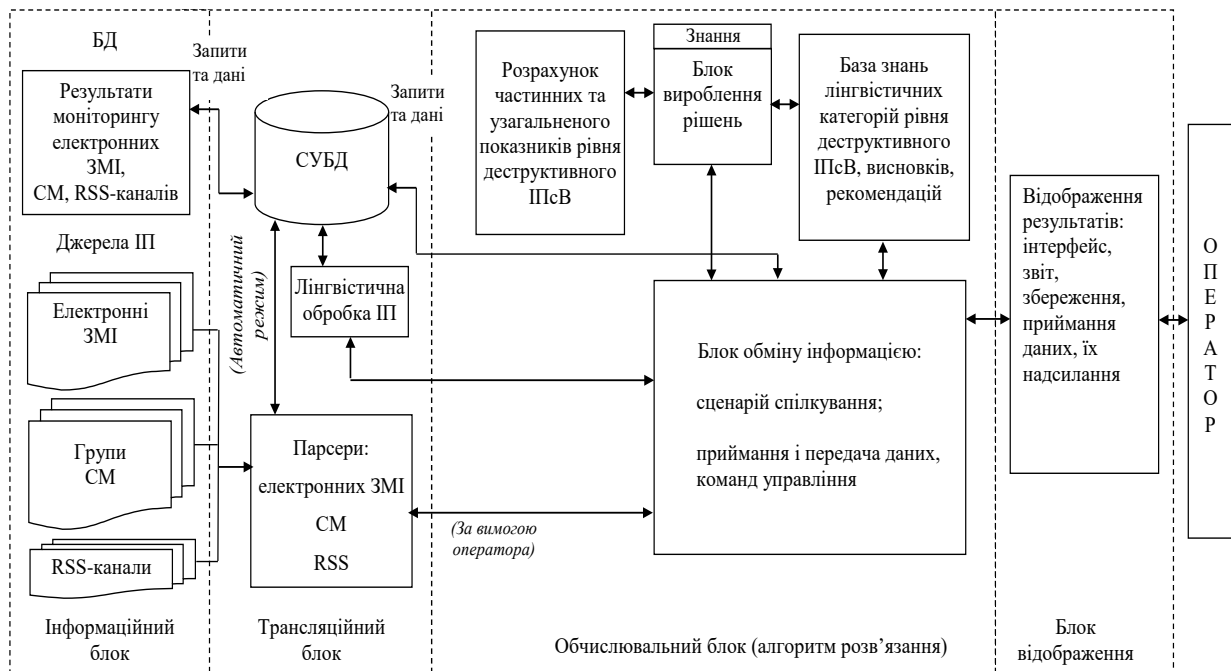 БД
Результати
моніторингу
електронних
ЗМІ,
СМ, RSS-каналів
Джерела ІП
Електронні
ЗМІ
Групи
СМ
RSS-канали
Інформаційний
блок
Запити
та дані
СУБД
Запити
та дані
(Автоматичний
режим)
Лінгвістична
обробка ІП
Парсери:
електронних ЗМІ
СМ
RSS
Трансляційний
блок
Розрахунок
частинних та
узагальненого
показників рівня
деструктивного
ІПсВ
Знання
Блок
вироблення
рішень
База знань
лінгвістичних
категорій рівня
деструктивного
ІПсВ, висновків,
рекомендацій
Блок обміну інформацією:
сценарій спілкування;
приймання і передача даних,
команд управління
(За вимогою
оператора)
Обчислювальний блок (алгоритм розв’язання)
Відображення
результатів:
інтерфейс,
звіт,
збереження,
приймання
даних, їх
надсилання
Блок
відображення
О
П
Е
Р
А
Т
О
Р